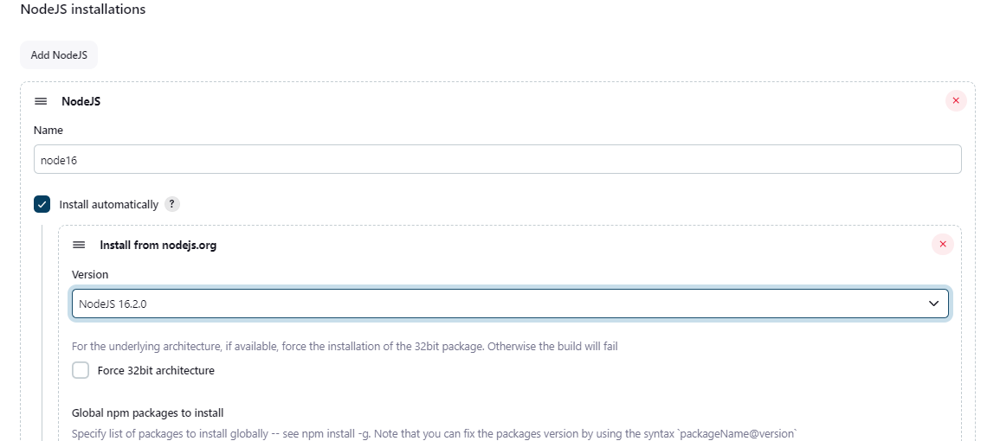 NodeJS installations
Add NodeJS
NodeJS
Name
node16
Install automatically ?
Install from nodejs.org
Version
NodeJS 16.2.0
For the underlying architecture, if available, force the installation of the 32bit package. Otherwise the build will fail
Force 32bit architecture
Global npm packages to install
Specify list of packages to install globally -- see npm install -g. Note that you can fix the packages version by using the syntax `packageName@version`